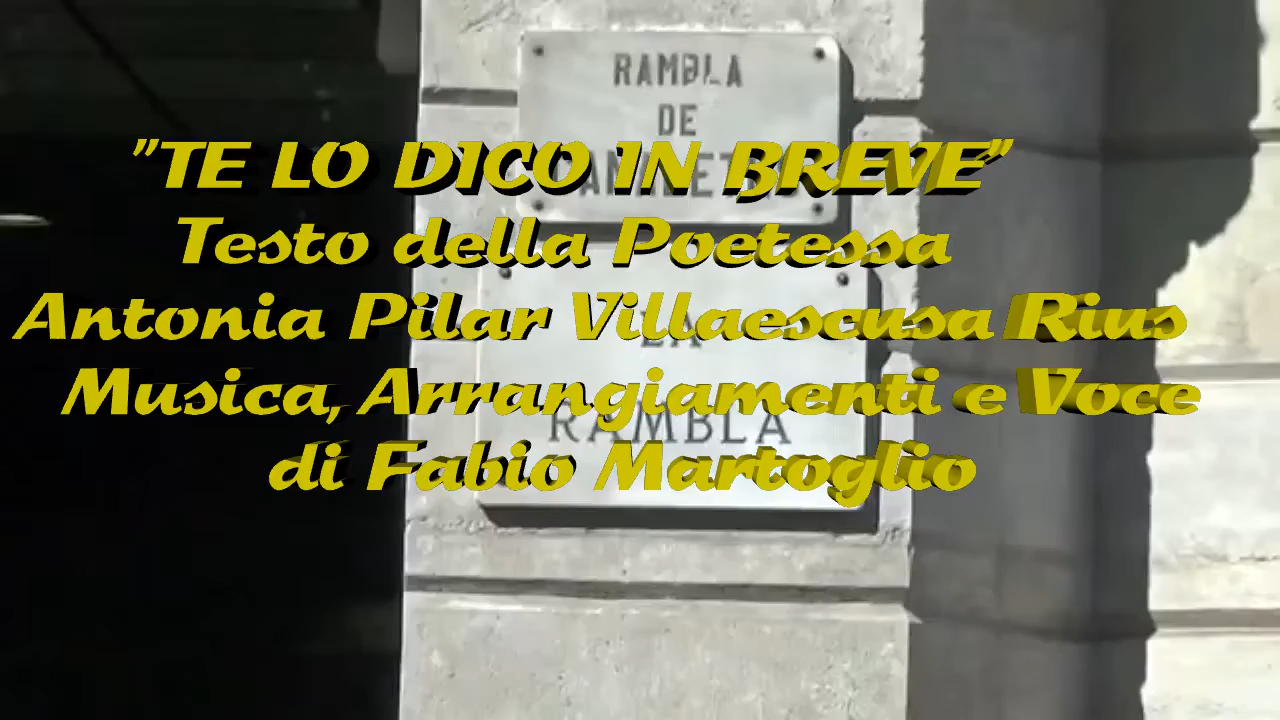 RAMBLA
DE
"TE LO DICO IN BREVE"
Testo della Poetessa
Antonia Pilar Villaescusa Rius
LA
Musica, Arrangiamenti e Voce
RAMBLA
di Fabio Martoglio